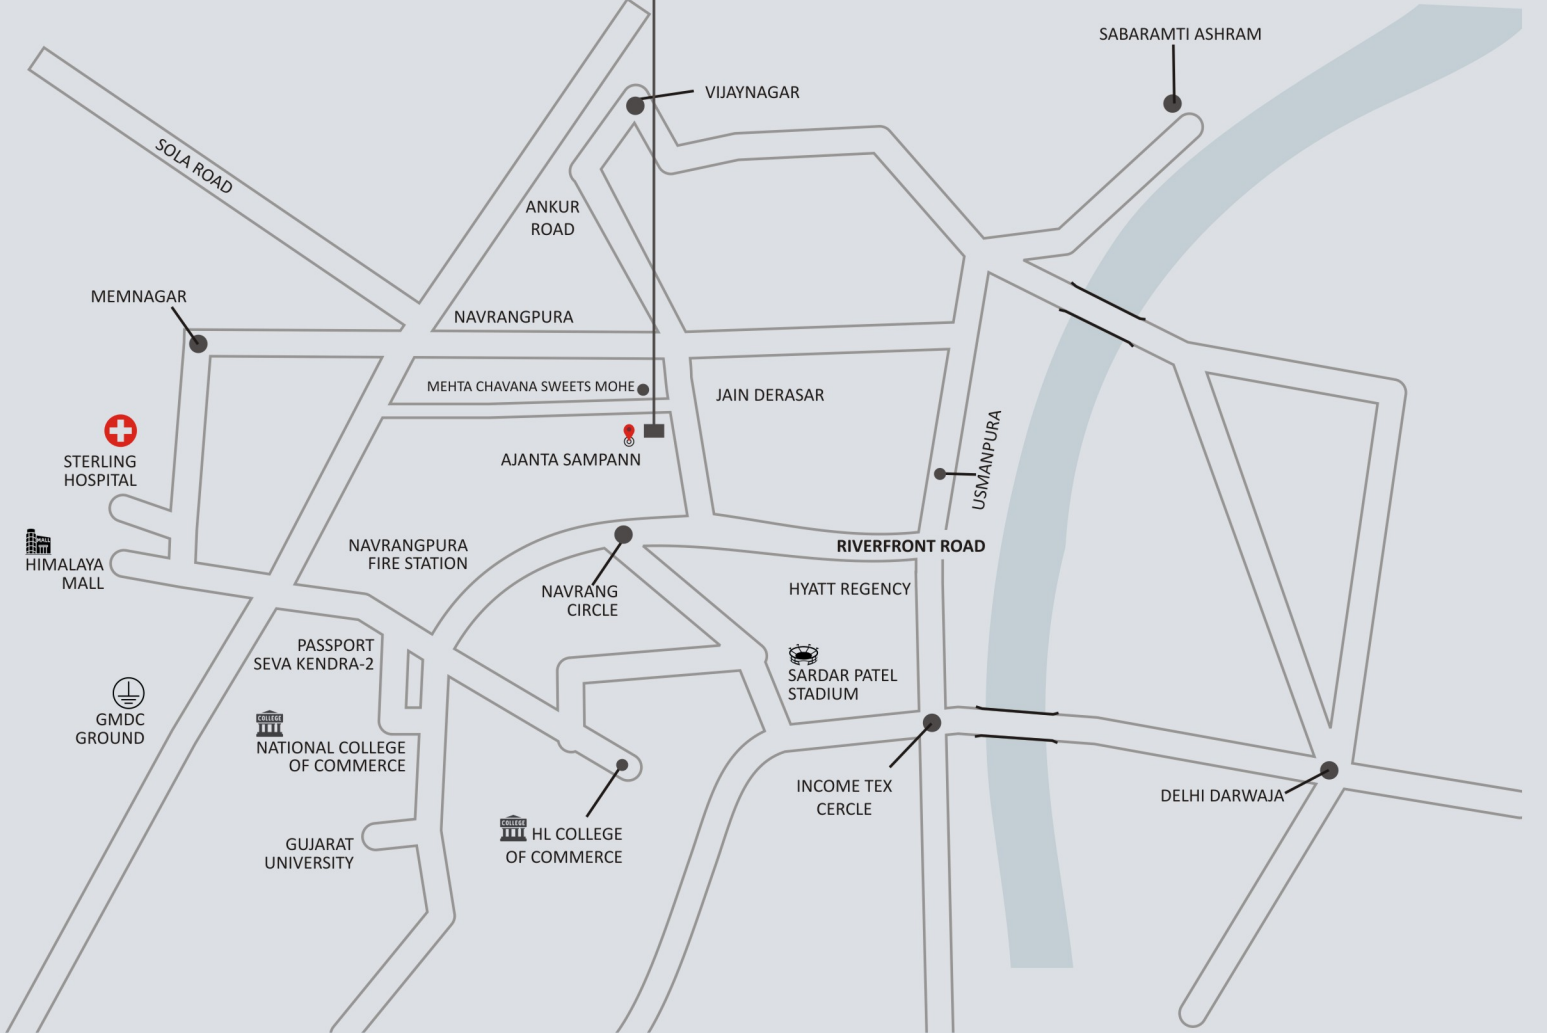 SABARAMTI ASHRAM
VIJAYNAGAR
SOLA ROAD
ANKUR
ROAD
MEMNAGAR
NAVRANGPURA
MEHTA CHAVANA SWEETS MOHE
JAIN DERASAR
STERLING
HOSPITAL
AJANTA SAMPANN
USMANPURA
HIMALAYA
MALL
NAVRANGPURA
FIRE STATION
RIVERFRONT ROAD
NAVRANG
CIRCLE
HYATT REGENCY
PASSPORT
SEVA KENDRA-2
SARDAR PATEL
STADIUM
GMDC
GROUND
COLLEGE
NATIONAL COLLEGE
OF COMMERCE
INCOME TEX
CERCLE
DELHI DARWAJA
COLLEGE
HL COLLEGE
OF COMMERCE
GUJARAT
UNIVERSITY